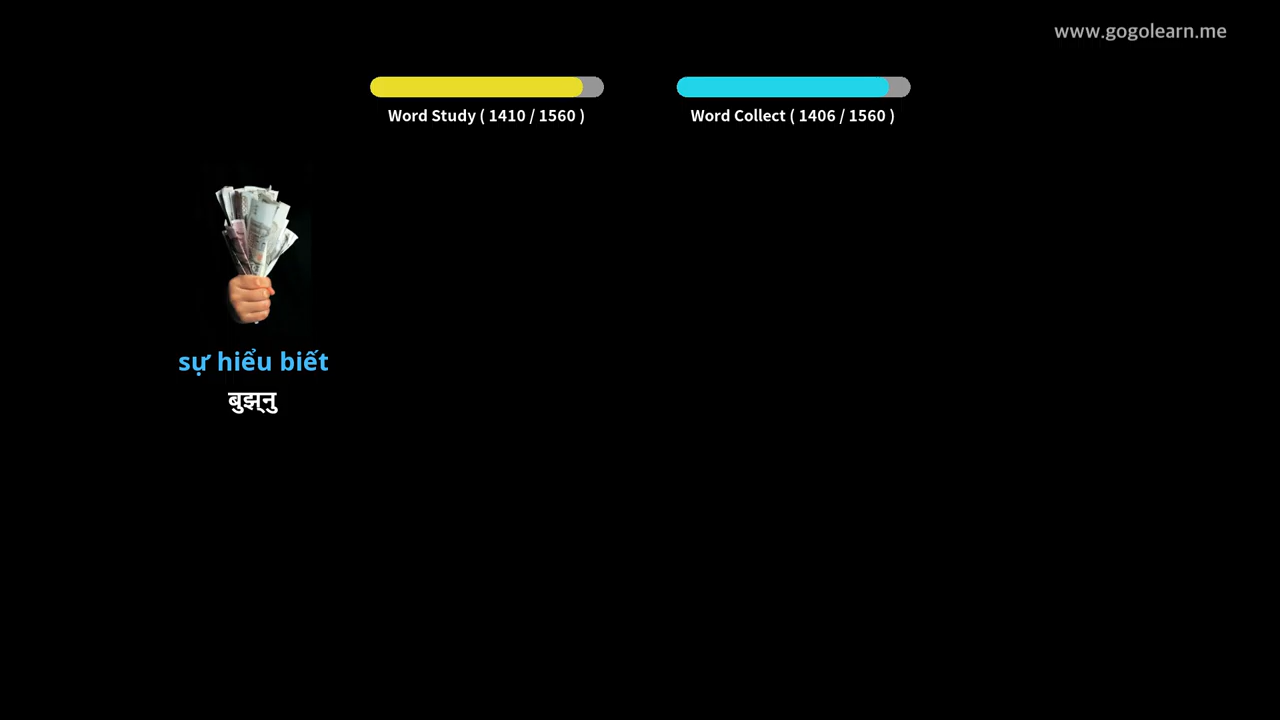 www.gogolearn.me
Word Study ( 1410 / 1560 )
Word Collect ( 1406 / 1560 )
sự hiểu biết
बुझ्नु